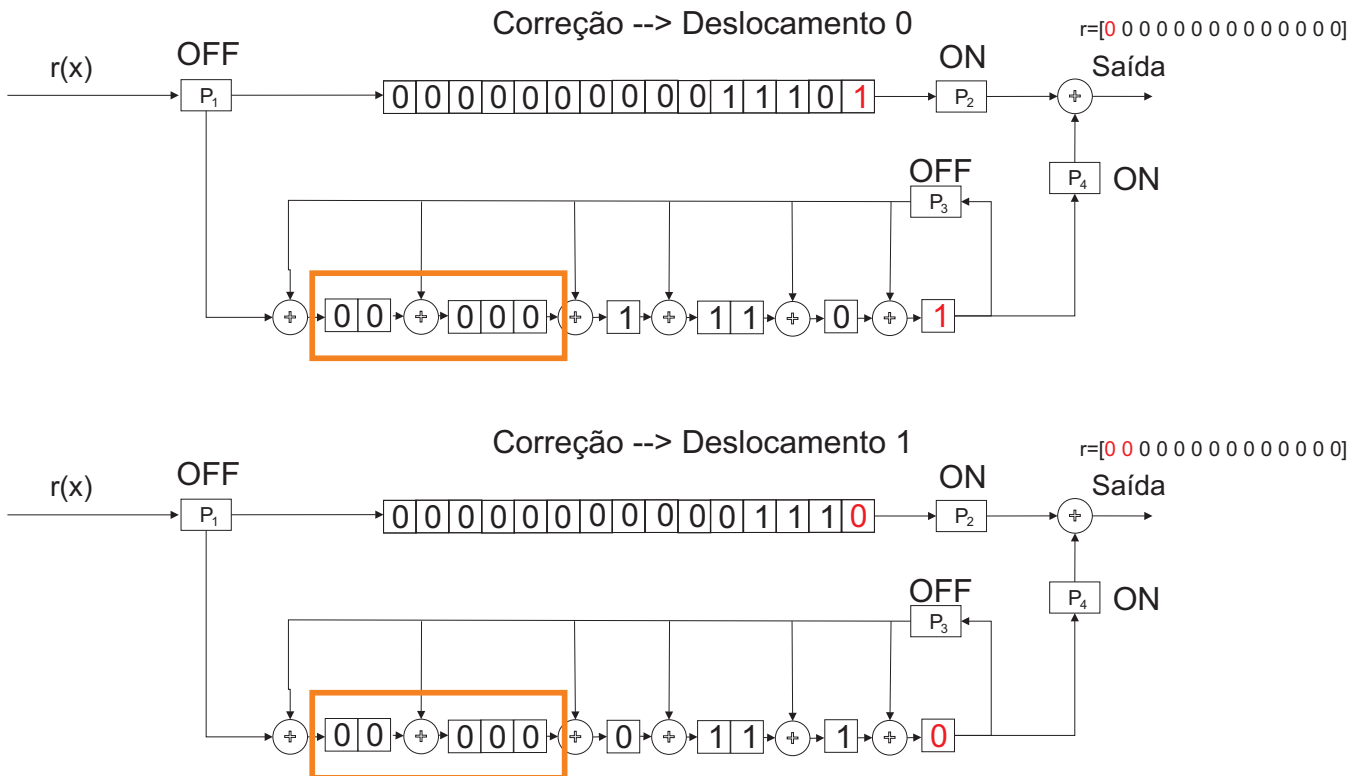 Correção --> Deslocamento 0
r=[0 0 0 0 0 0 0 0 0 0 0 0 0 0 0]
OFF
r(x)
P1
0 0 0 0 0 0 0 0 0 0 0 1 1 1 0 1
ON
P2
+
Saída
OFF
P3
P4
ON
+ 0 0 + 0 0 0 + 1 + 1 1 + 0 + 1
Correção --> Deslocamento 1
r=[0 0 0 0 0 0 0 0 0 0 0 0 0 0 0]
OFF
r(x)
P1
0 0 0 0 0 0 0 0 0 0 0 0 1 1 1 0
ON
P2
+
Saída
OFF
P3
P4
ON
+ 0 0 + 0 0 0 + 0 + 1 1 + 1 + 0